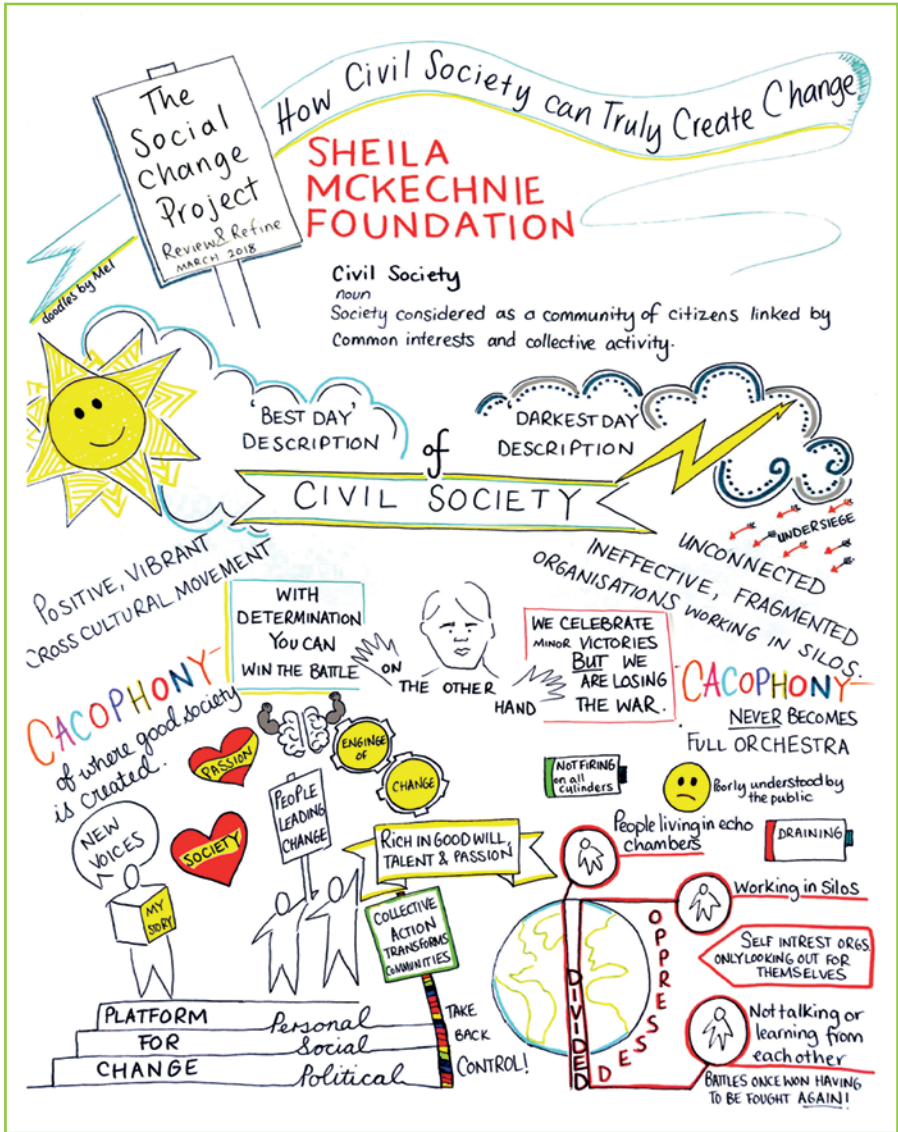 How Civil Society can Truly Create Change
The
Social
Change
Project
Review & Refine
MARCH 2018
doodles by Mel
SHEILA
MCKECHNIE
FOUNDATION
Civil Society
noun
Society considered as a community of citizens linked by
Common interests and collective activity.
'BEST DAY'
DESCRIPTION
of
DARKEST DAY
DESCRIPTION
CIVIL SOCIETY
POSITIVE, VIBRANT
CROSS CULTURAL MOVEMENT
UNDERSIEGE
UNCONNECTED
INEFFECTIVE, FRAGMENTED
ORGANISATIONS WORKING IN SILOS.
WITH
DETERMINATION
YOU CAN
WIN THE BATTLE
ON
THE OTHER
HAND
WE CELEBRATE
MINOR VICTORIES
BUT WE
ARE LOSING
THE WAR.
CACOPHONY
of where good society
is created.
CACOPHONY
NEVER BECOMES
FULL ORCHESTRA
PASSION
SOCIETY
ENGINGE
OF
CHANGE
NOT FIRING
on all
cylinders
Poorly understood by
the public
NEW
VOICES
MY
STORY
PEOPLE
LEADING
CHANGE
RICH IN GOOD WILL,
TALENT & PASSION
COLLECTIVE
ACTION
TRANSFORMS
COMMUNITIES
TAKE
BACK
CONTROL!
PLATFORM
FOR
CHANGE
Personal
Social
Political
People living in echo
chambers
DRAINING
Working in Silos
DIVIDED
OPPRESSED
SELF INTREST ORGS.
ONLY LOOKING OUT FOR
THEMSELVES
Not talking or
learning from
each other
BATTLES ONCE WON HAVING
TO BE FOUGHT AGAIN!